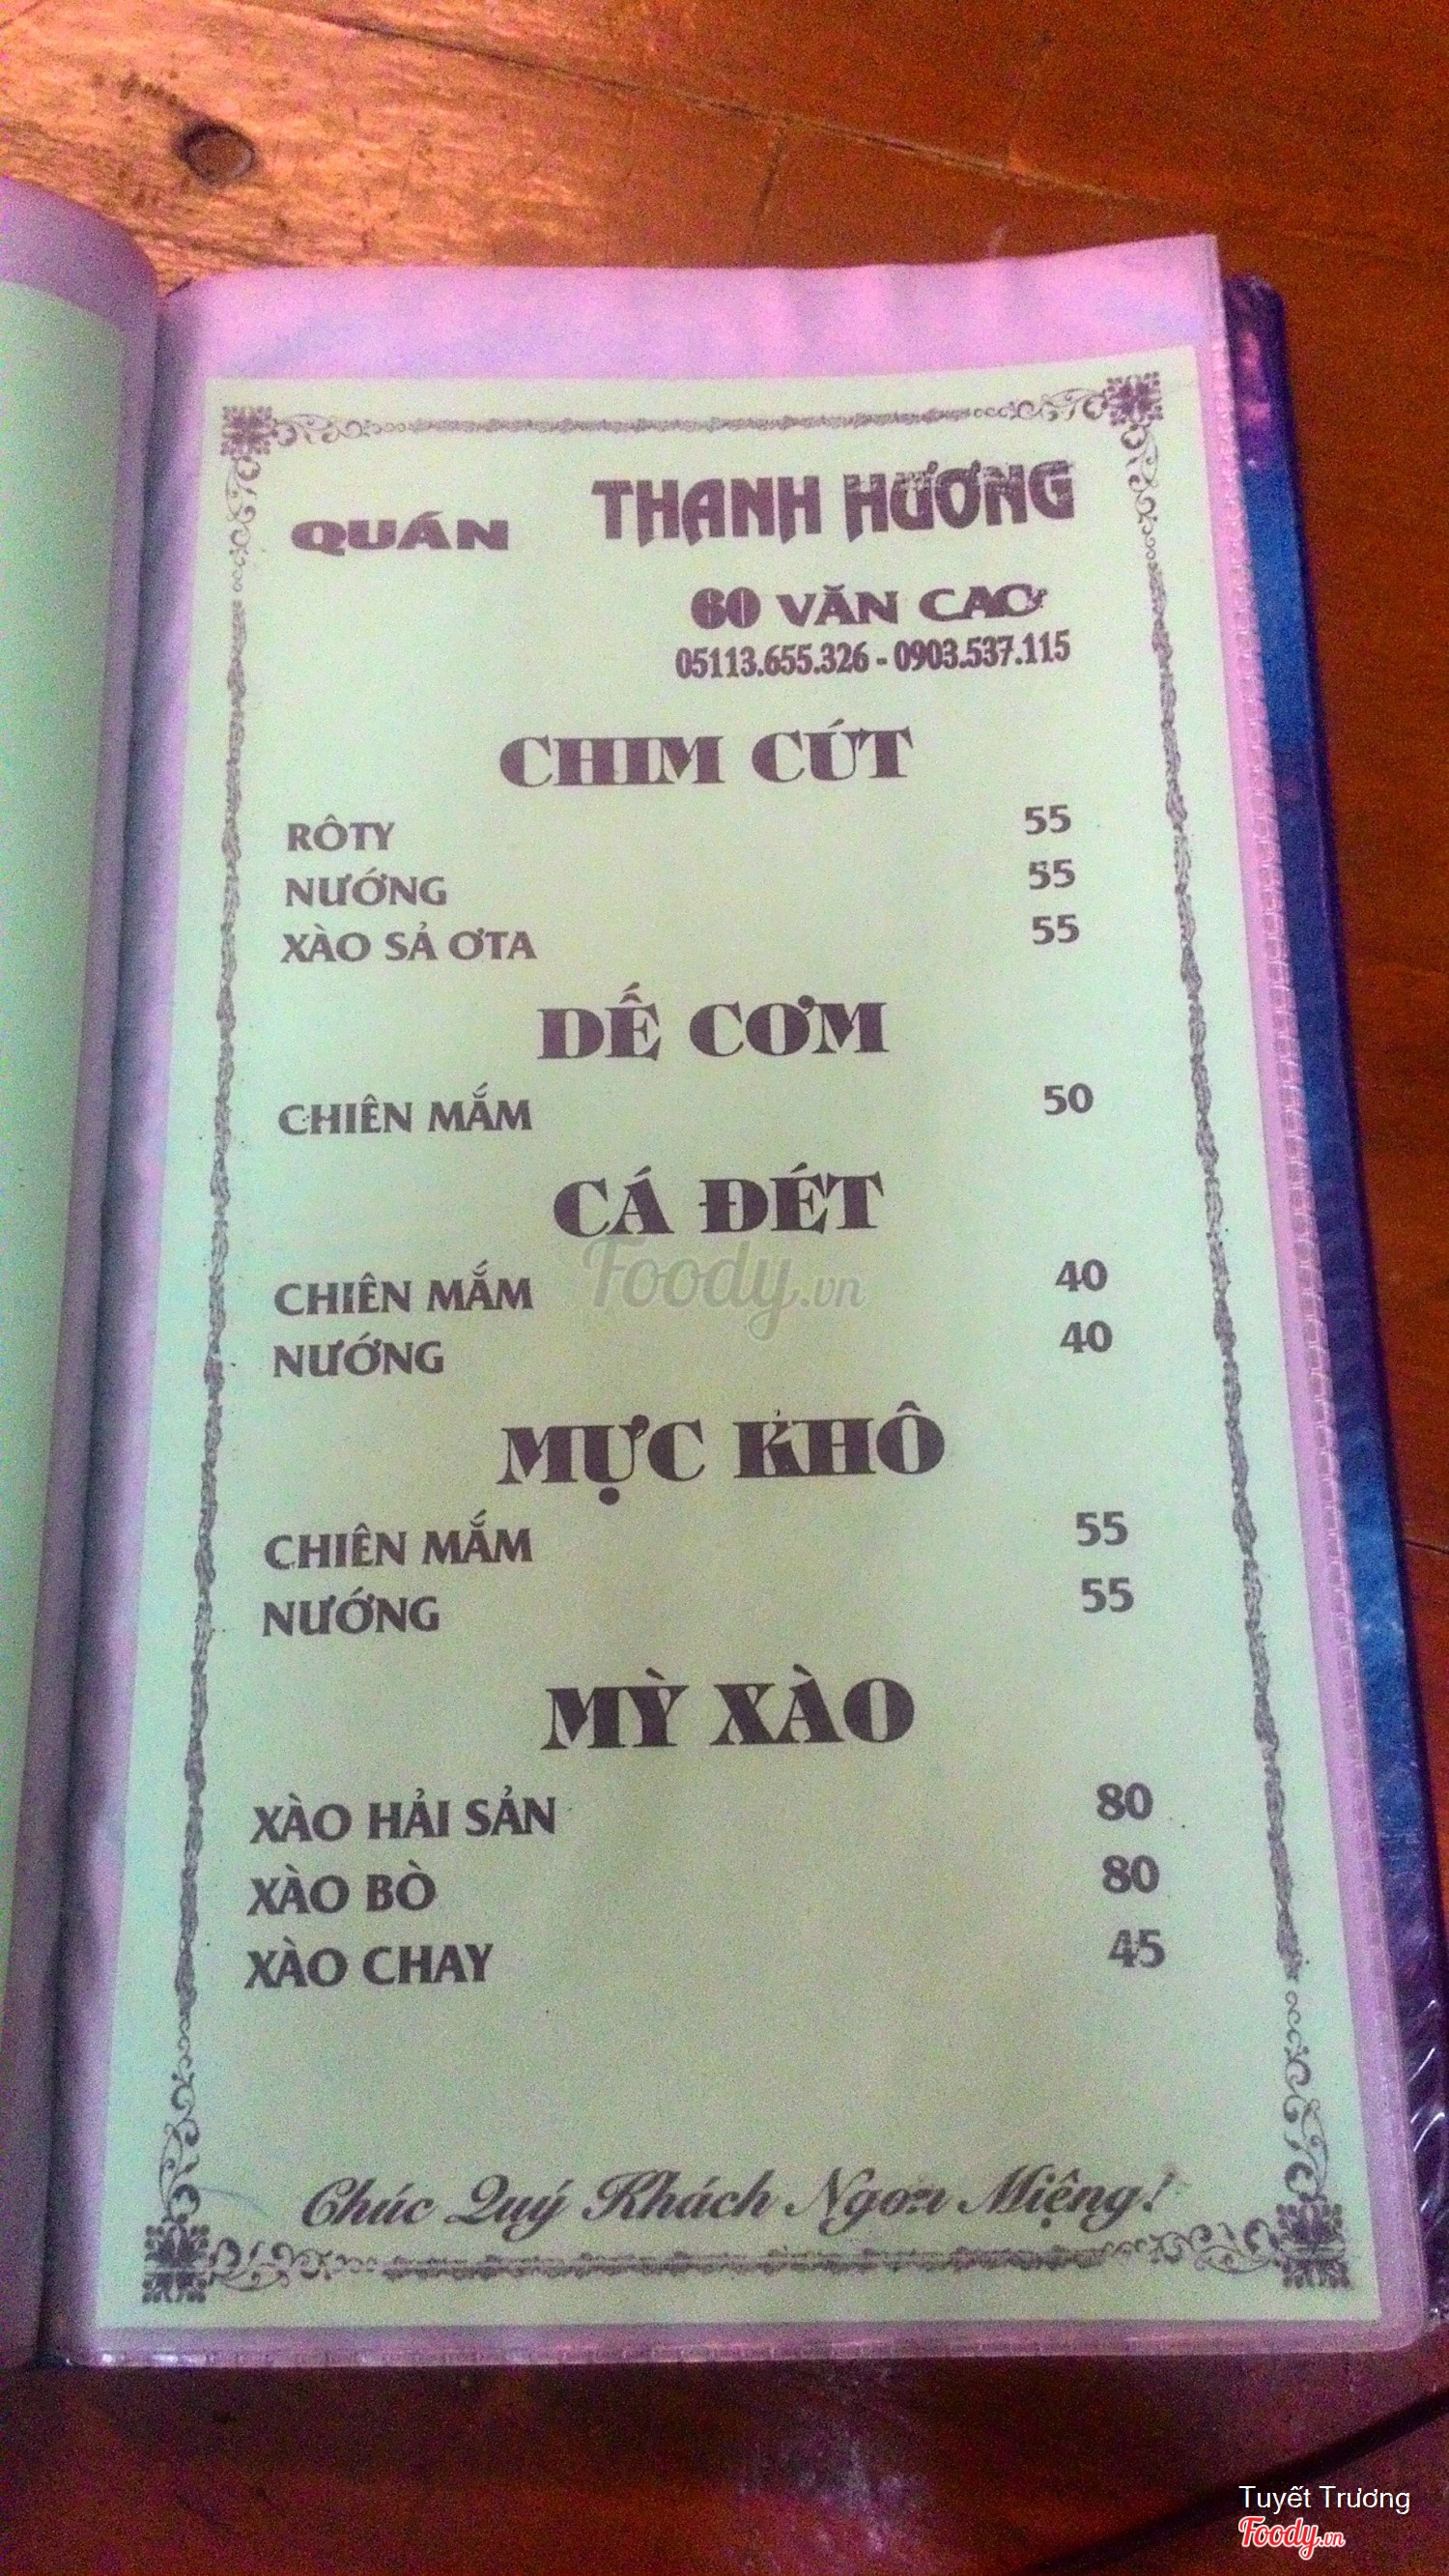 QUÁN THANH HƯƠNG
60 VĂN CAO
05113.655.326 - 0903.537.115
CHIM CÚT
RÔTY 55
NƯỚNG 55
XÀO SẢ ƠTA 55
DẾ CƠM
CHIÊN MẮM 50
CÁ ĐÉT
Foody.vn
CHIÊN MẮM 40
NƯỚNG 40
MỰC KHÔ
CHIÊN MẮM 55
NƯỚNG 55
MỲ XÀO
XÀO HẢI SẢN 80
XÀO BÒ 80
XÀO CHAY 45
Chúc Quý Khách Ngon Miệng!
Tuyết Trương
Foody.vn